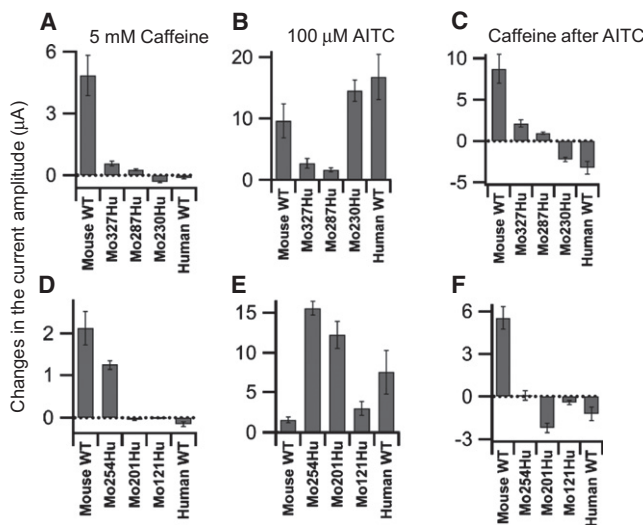 A
5 mM Caffeine
B
100 μM AITC
C
Caffeine after AITC
Changes in the current amplitude (μA)
6
3
0
Mouse WT
Mo327Hu
Mo287Hu
Mo230Hu
Human WT
20
15
10
5
0
Mouse WT
Mo327Hu
Mo287Hu
Mo230Hu
Human WT
10
5
0
-5
Mouse WT
Mo327Hu
Mo287Hu
Mo230Hu
Human WT
D
2
1
0
Mouse WT
Mo254Hu
Mo201Hu
Mo121Hu
Human WT
E
15
10
5
0
Mouse WT
Mo254Hu
Mo201Hu
Mo121Hu
Human WT
F
6
3
0
-3
Mouse WT
Mo254Hu
Mo201Hu
Mo121Hu
Human WT